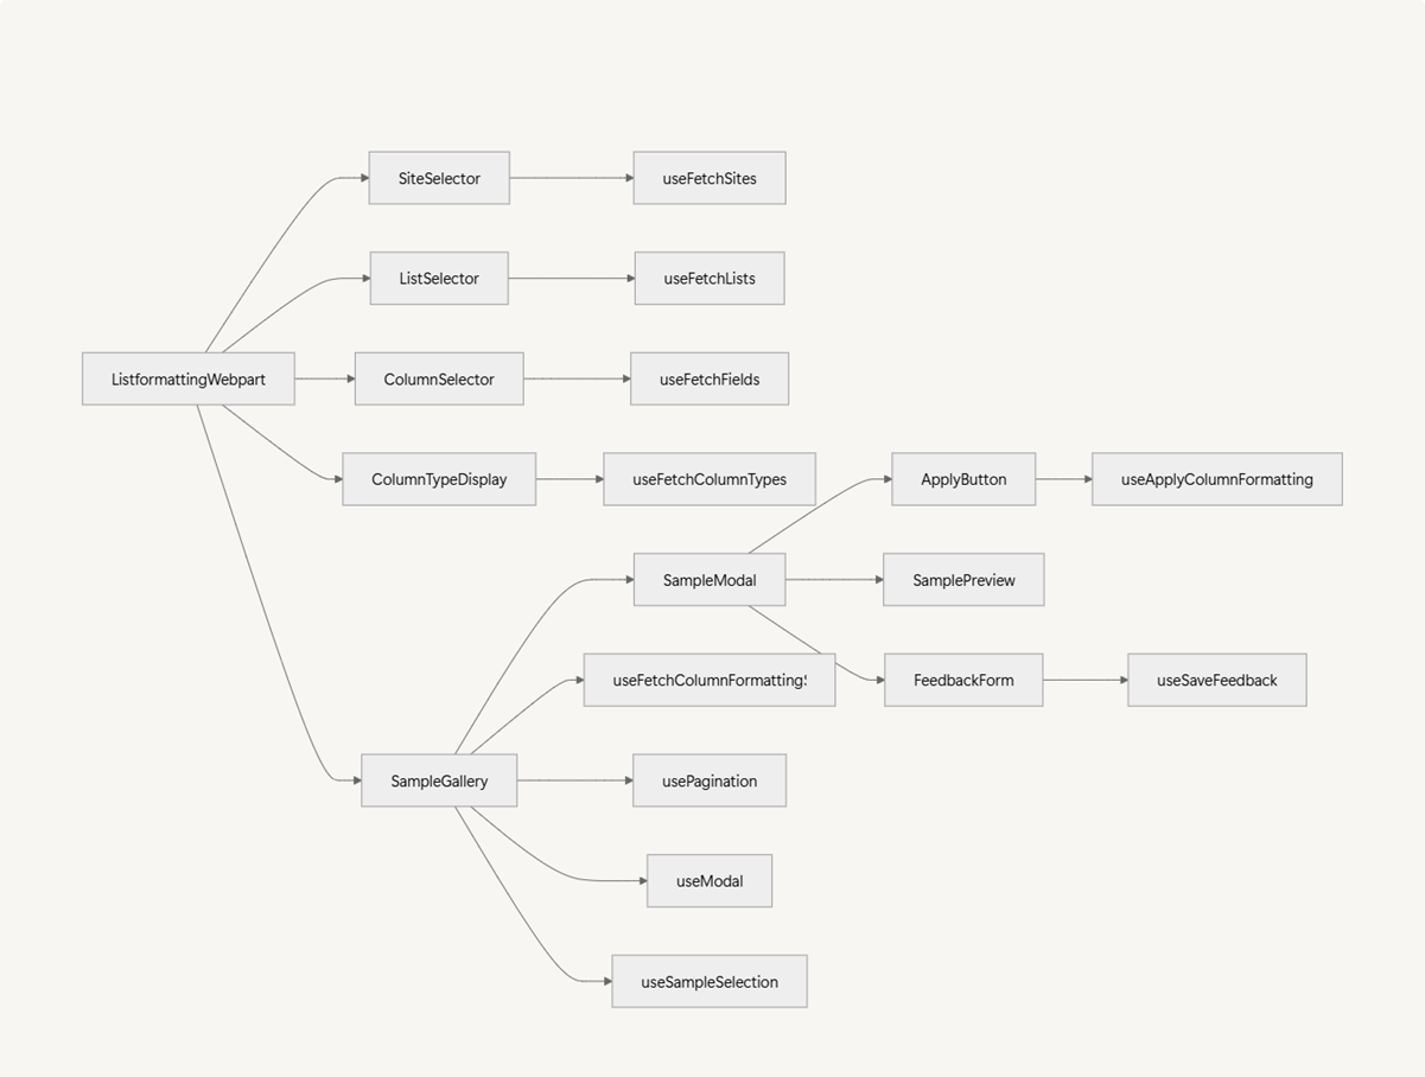 SiteSelector
useFetchSites
ListSelector
useFetchLists
ListformattingWebpart
ColumnSelector
useFetchFields
ColumnTypeDisplay
useFetchColumnTypes
ApplyButton
useApplyColumnFormatting
SampleModal
SamplePreview
useFetchColumnFormatting
FeedbackForm
useSaveFeedback
SampleGallery
usePagination
useModal
useSampleSelection